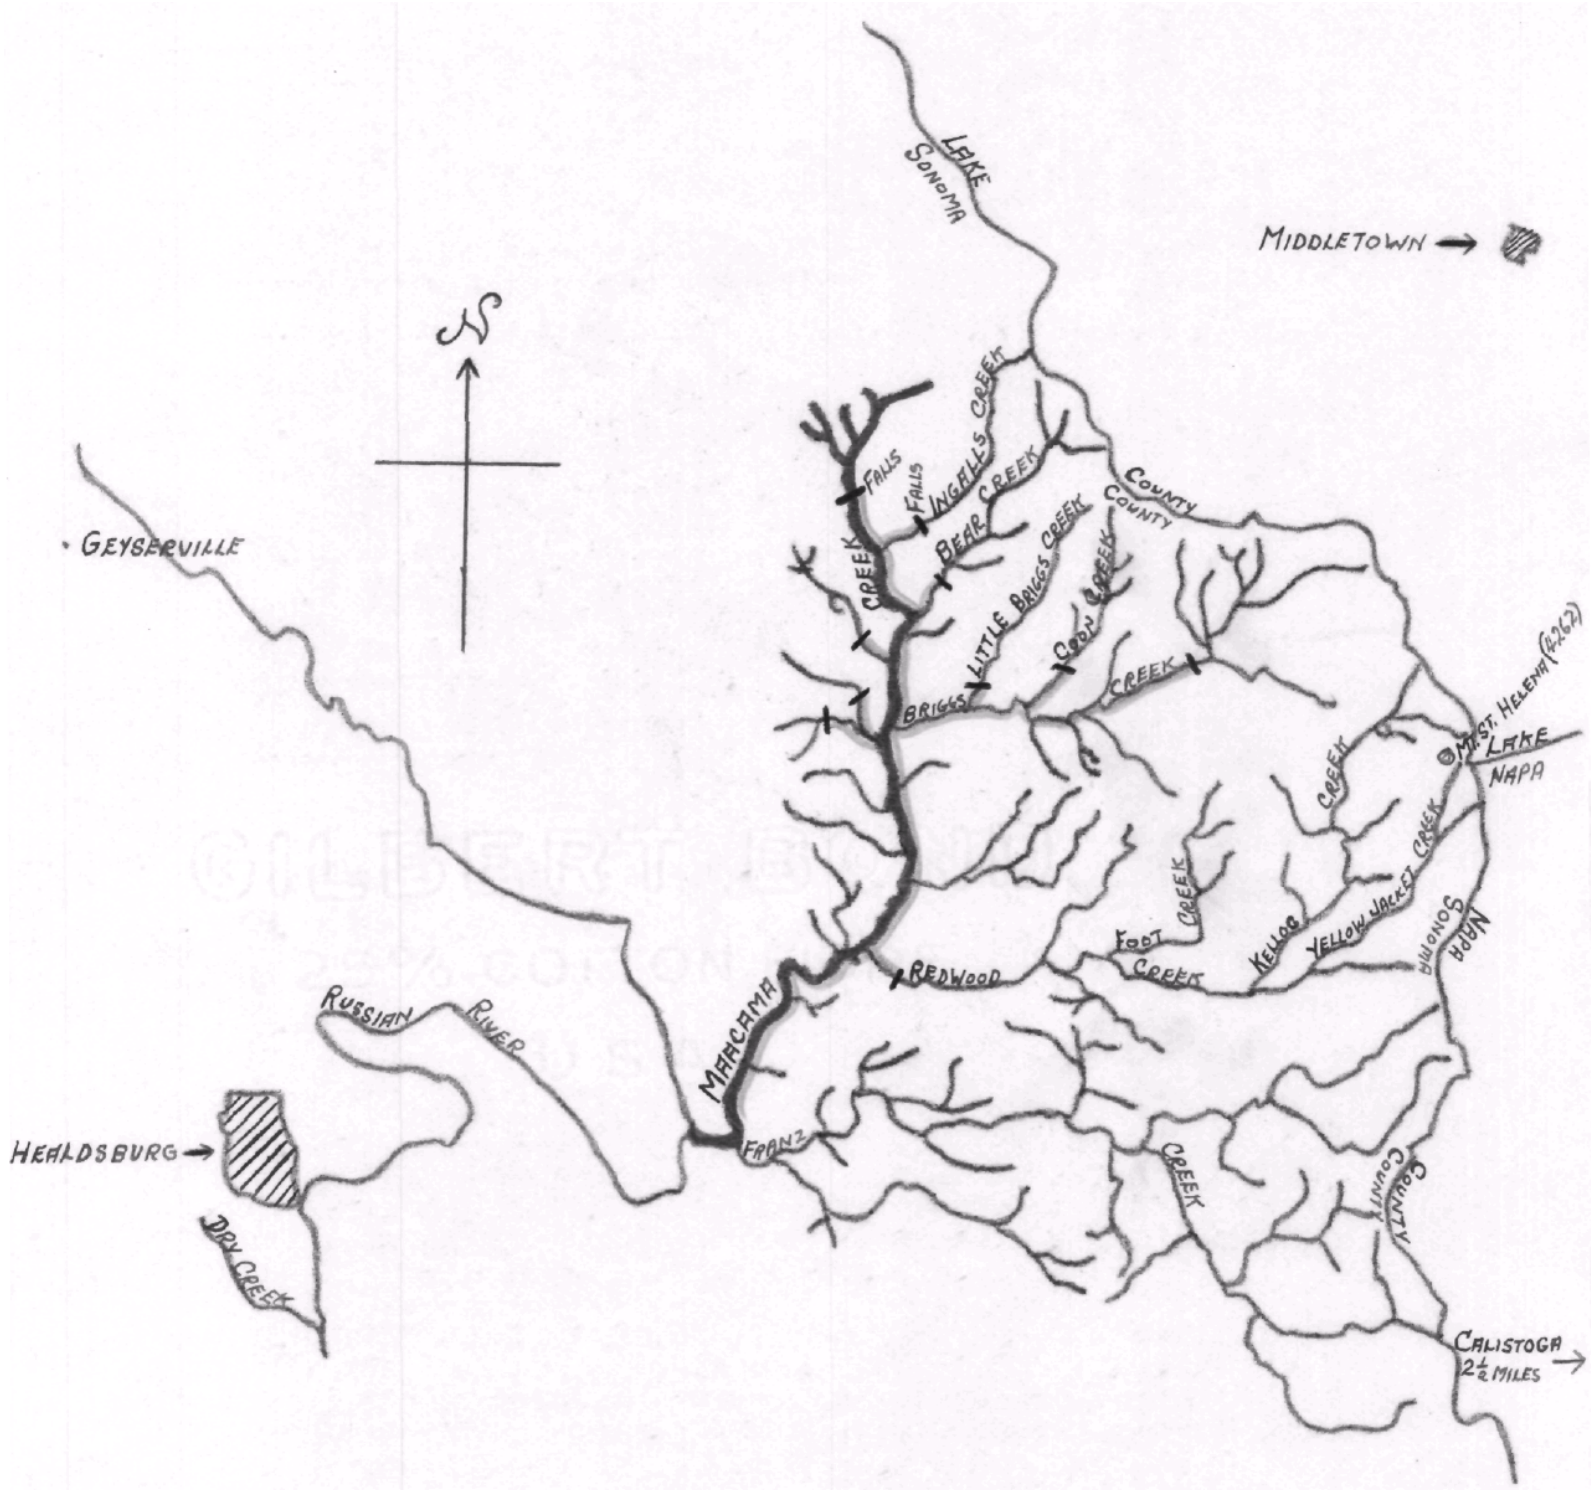 LAKE
SONOMA
MIDDLETOWN
N
INGALLS CREEK
FALLS
FALLS
BEAR CREEK
COUNTY
COUNTY
GEYSERVILLE
CREEK
LITTLE BRIGGS CREEK
COON CREEK
MT. ST. HELENA (4262)
BRIGGS
CREEK
LAKE
NAPA
CREEK
YELLOW JACKET CREEK
KELLOG
FOOT
CREEK
SONOMA
NAPA
REDWOOD
CREEK
MAACAMA
RUSSIAN
RIVER
HEALDSBURG
FRANZ
CREEK
COUNTY
COUNTY
DRY CREEK
CALISTOGA
2½ MILES